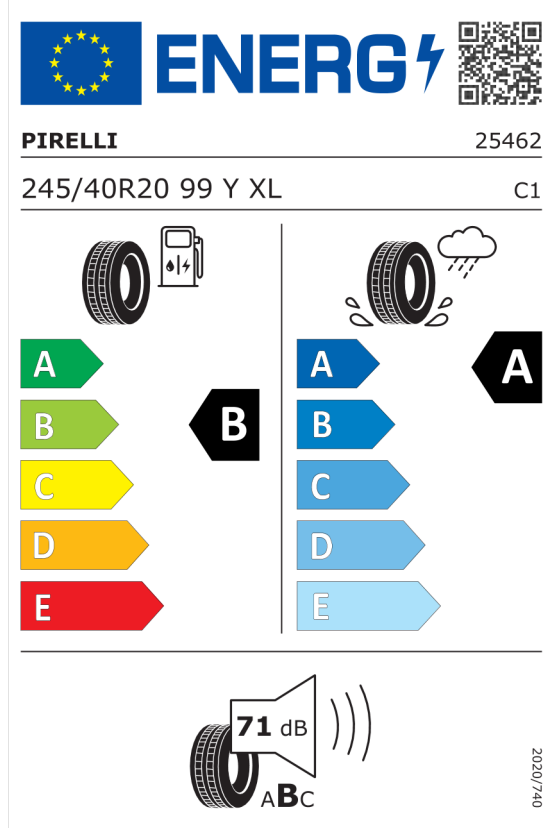 ENERG
PIRELLI 25462
245/40R20 99 Y XL C1
A A A
B B B
C C
D D
E E
71 dB
ABC
2020/740